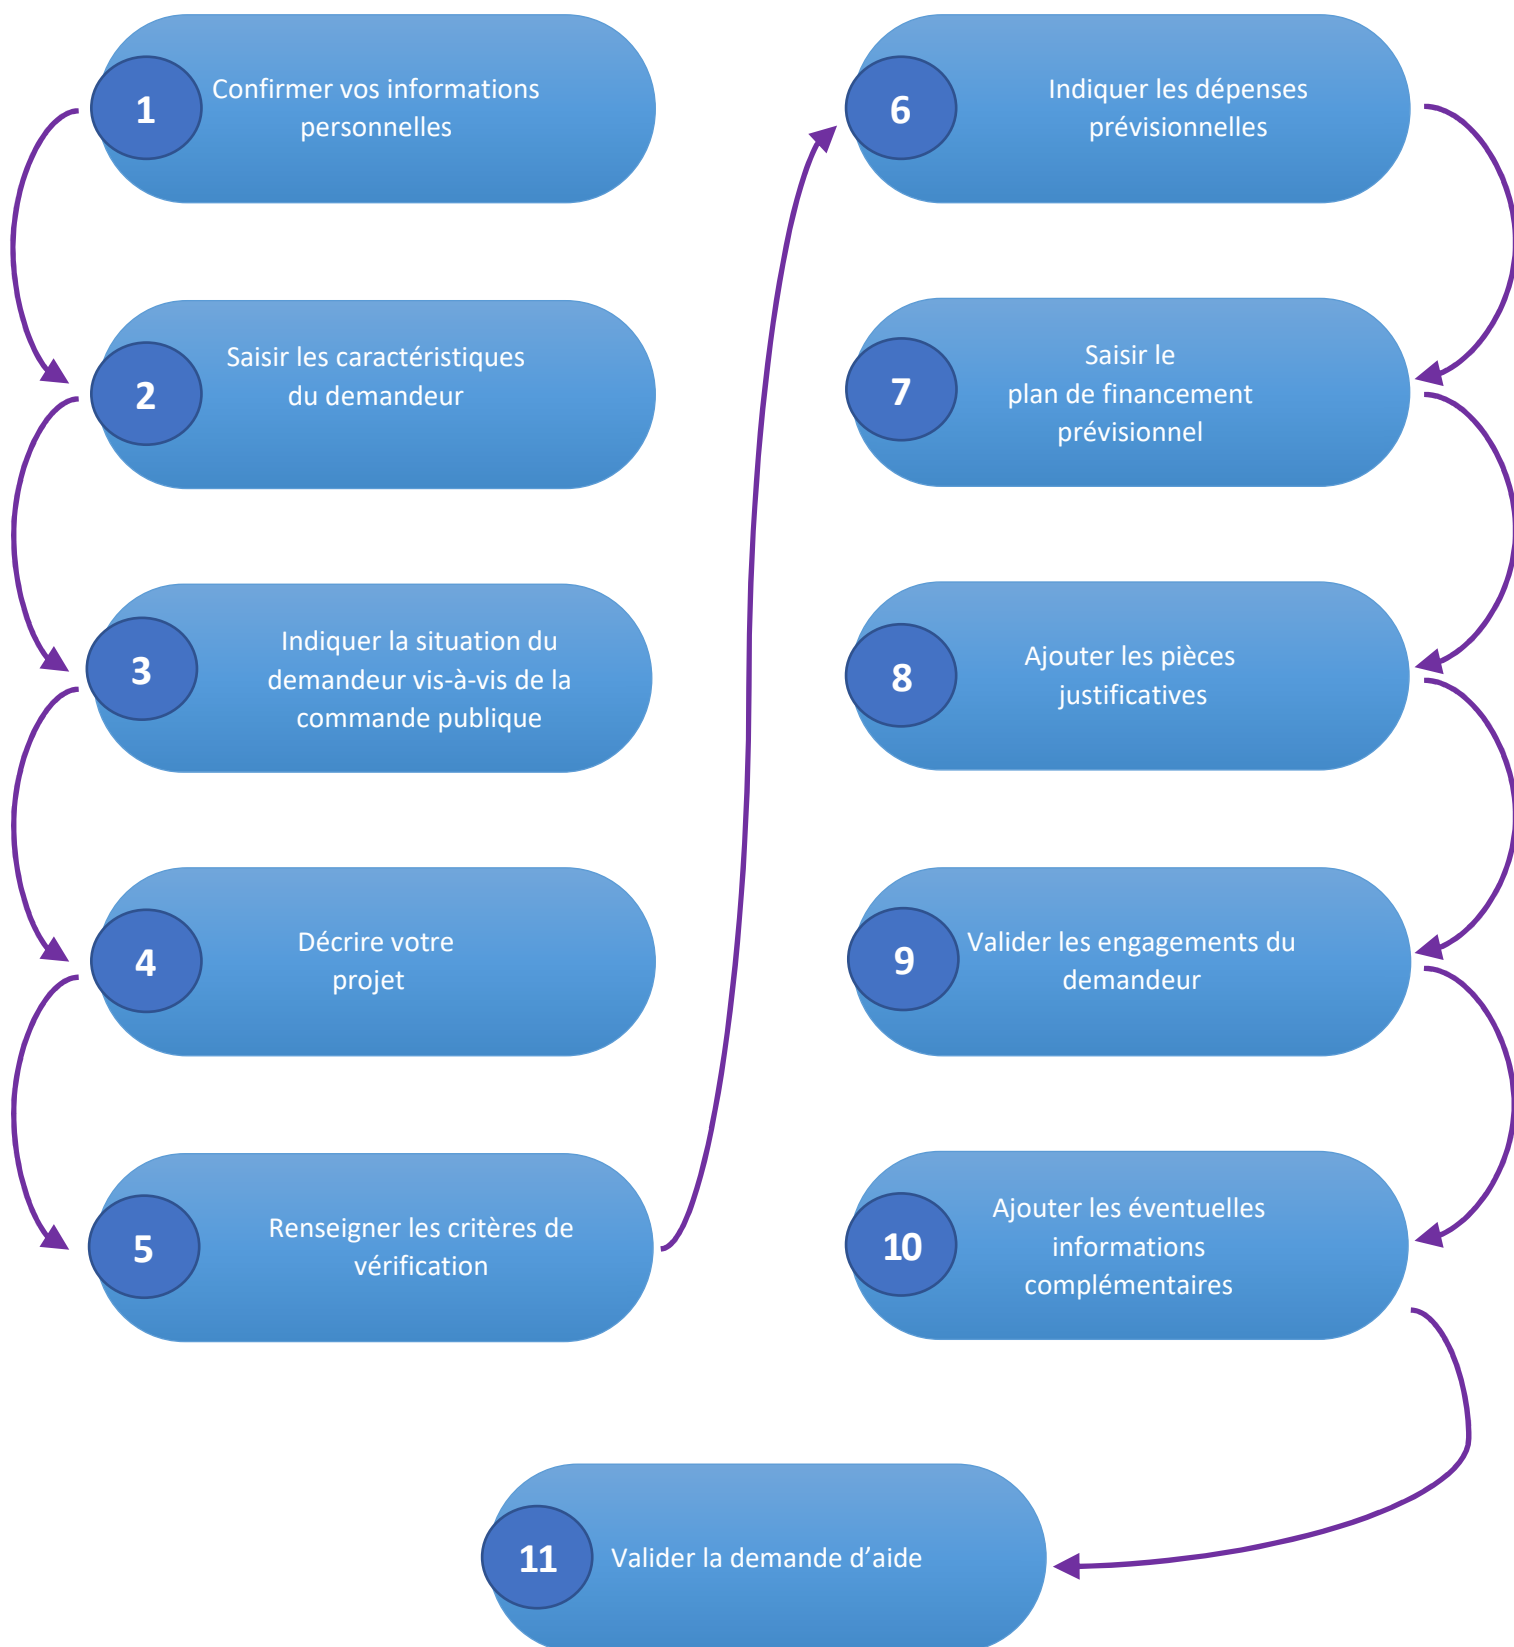 1
Confirmer vos informations
personnelles
2
Saisir les caractéristiques
du demandeur
3
Indiquer la situation du
demandeur vis-à-vis de la
commande publique
4
Décrire votre
projet
5
Renseigner les critères de
vérification
6
Indiquer les dépenses
prévisionnelles
7
Saisir le
plan de financement
prévisionnel
8
Ajouter les pièces
justificatives
9
Valider les engagements du
demandeur
10
Ajouter les éventuelles
informations
complémentaires
11
Valider la demande d’aide